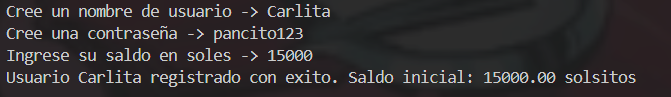 Cree un nombre de usuario -> Carlita
Cree una contraseña -> pancito123
Ingrese su saldo en soles -> 15000
Usuario Carlita registrado con exito. Saldo inicial: 15000.00 solsitos